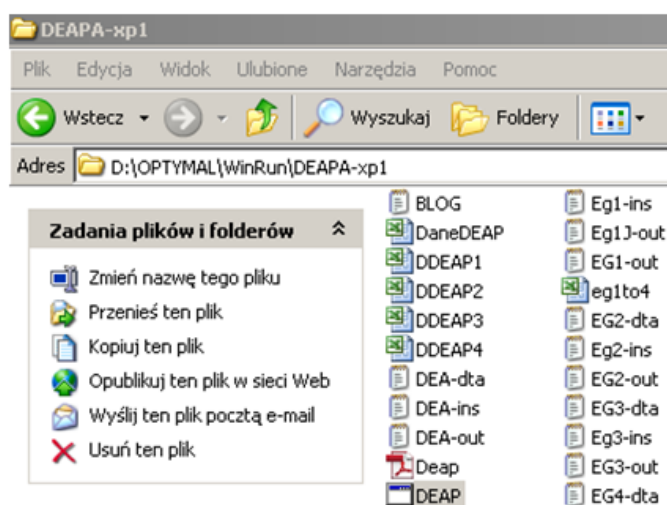 DEAPA-xp1
Plik Edycja Widok Ulubione Narzędzia Pomoc
Wstecz Wyszukaj Foldery
Adres D:\OPTYMAL\WinRun\DEAPA-xp1
Zadania plików i folderów
Zmień nazwę tego pliku
Przenieś ten plik
Kopiuj ten plik
Opublikuj ten plik w sieci Web
Wyślij ten plik pocztą e-mail
Usuń ten plik
BLOG
DaneDEAP
DDEAP1
DDEAP2
DDEAP3
DDEAP4
DEA-dta
DEA-ins
DEA-out
Deap
DEAP
Eg1-ins
Eg1J-out
EG1-out
eg1to4
EG2-dta
Eg2-ins
EG2-out
EG3-dta
Eg3-ins
EG3-out
EG4-dta